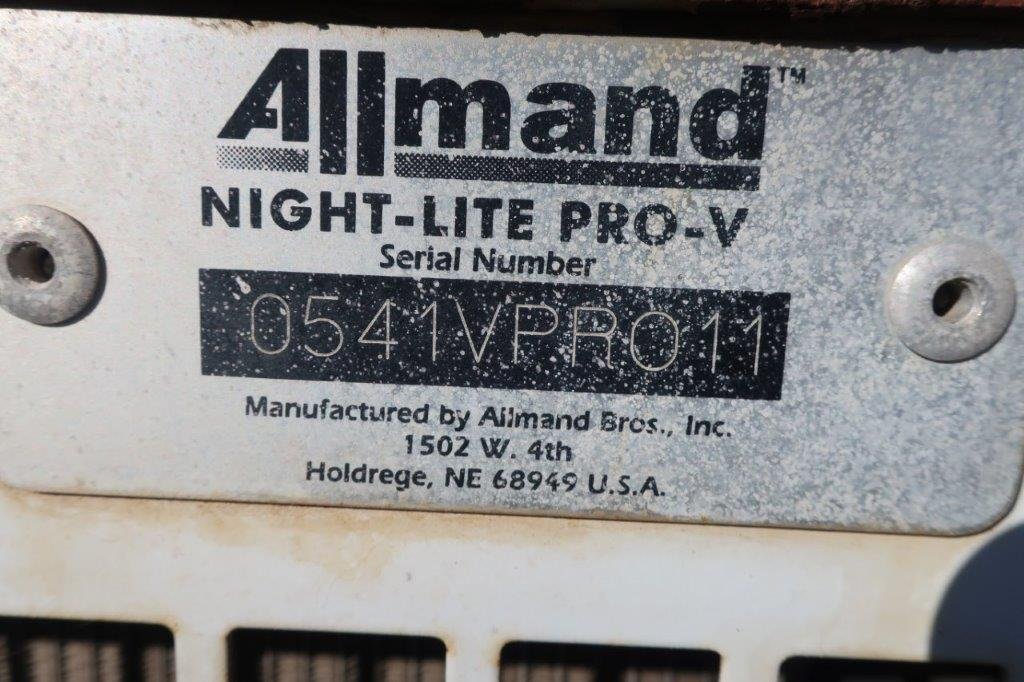 Allmand™
NIGHT-LITE PRO-V
Serial Number
0541VPRO11
Manufactured by Allmand Bros., Inc.
1502 W. 4th
Holdrege, NE 68949 U.S.A.